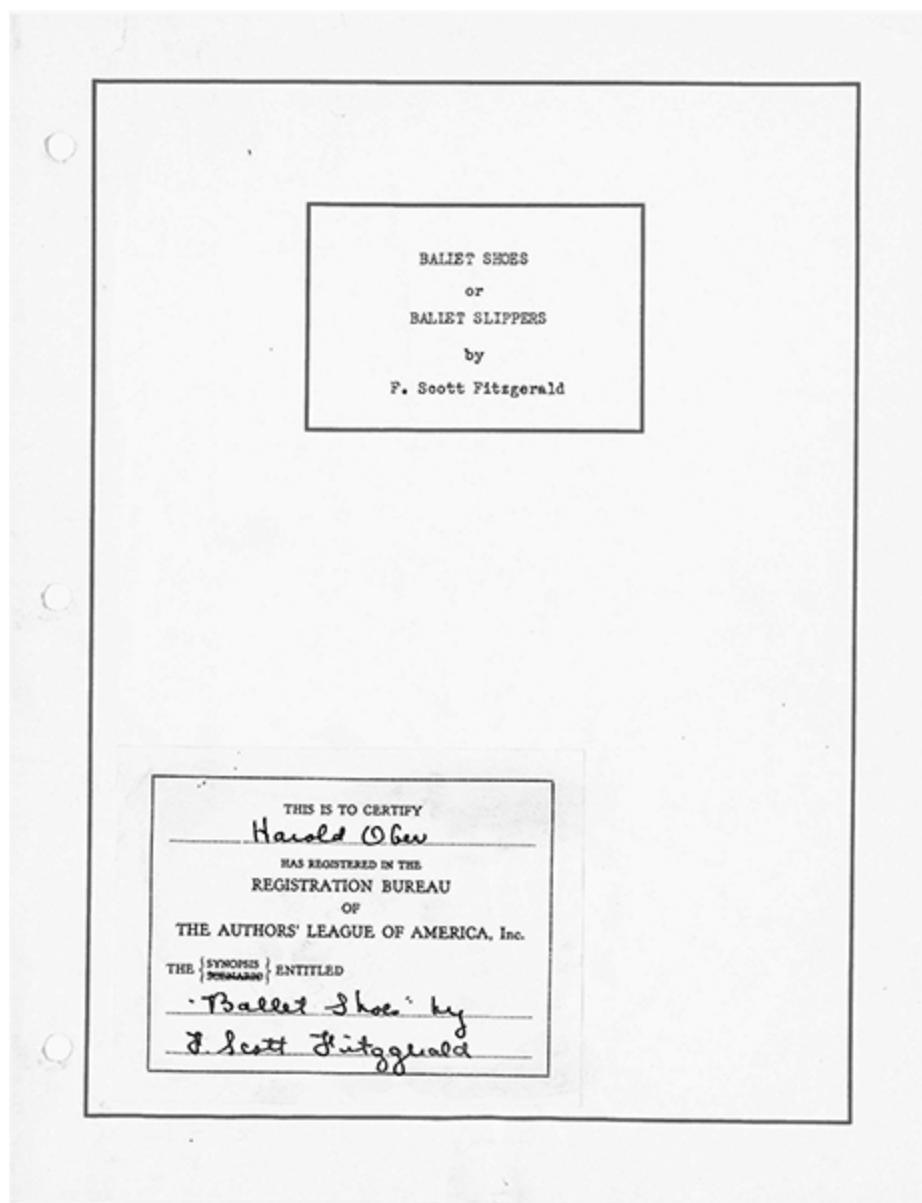 BALLET SHOES
or
BALLET SLIPPERS
by
F. Scott Fitzgerald
THIS IS TO CERTIFY
Harold Ober
HAS REGISTERED IN THE
REGISTRATION BUREAU
OF
THE AUTHORS' LEAGUE OF AMERICA, Inc.
THE { SYNOPSIS SCENARIO } ENTITLED
"Ballet Shoes" by
F. Scott Fitzgerald